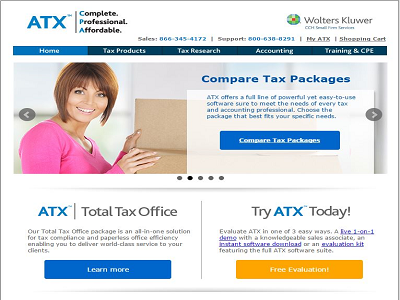 ATX™
Complete.
Professional.
Affordable.
Wolters Kluwer
CCH Small Firm Services
Sales: 866-345-4172 | Support: 800-638-8291 | My ATX | Shopping Cart
Home Tax Products Tax Research Accounting Training & CPE
Compare Tax Packages
ATX offers a full line of powerful yet easy-to-use
software sure to meet the needs of every tax
and accounting professional. Choose the
package that best fits your specific needs.
Compare Tax Packages
ATX™ Total Tax Office
Our Total Tax Office package is an all-in-one solution
for tax compliance and paperless office efficiency
enabling you to deliver world-class service to your
clients.
Learn more
Try ATX™ Today!
Evaluate ATX in one of 3 easy ways. A live 1-on-1
demo with a knowledgeable sales associate, an
instant software download or an evaluation kit
featuring the full ATX software suite.
Free Evaluation!